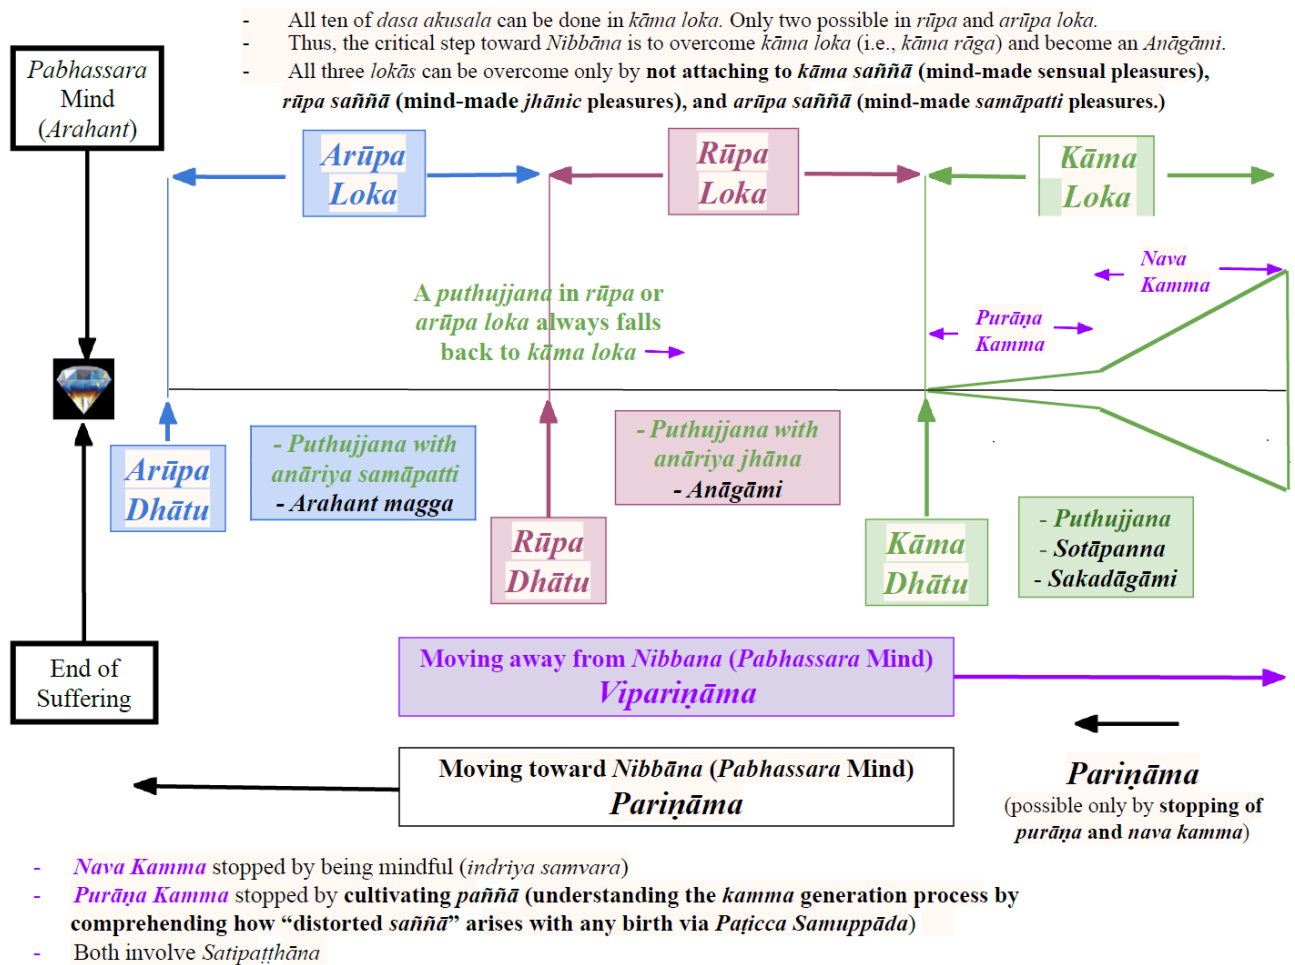 - All ten of dasa akusala can be done in kāma loka. Only two possible in rūpa and arūpa loka.
- Thus, the critical step toward Nibbāna is to overcome kāma loka (i.e., kāma rāga) and become an Anāgāmi.
- All three lokās can be overcome only by not attaching to kāma saññā (mind-made sensual pleasures),
rūpa saññā (mind-made jhānic pleasures), and arūpa saññā (mind-made samāpatti pleasures.)
Pabhassara
Mind
(Arahant)
Arūpa
Loka
Rūpa
Loka
Kāma
Loka
Nava
Kamma
Purāṇa
Kamma
A puthujjana in rūpa or
arūpa loka always falls
back to kāma loka
Arūpa
Dhātu
- Puthujjana with
anāriya samāpatti
- Arahant magga
Rūpa
Dhātu
- Puthujjana with
anāriya jhāna
- Anāgāmi
Kāma
Dhātu
- Puthujjana
- Sotāpanna
- Sakadāgāmi
End of
Suffering
Moving away from Nibbana (Pabhassara Mind)
Vipariṇāma
Moving toward Nibbāna (Pabhassara Mind)
Pariṇāma
Pariṇāma
(possible only by stopping of
purāṇa and nava kamma)
- Nava Kamma stopped by being mindful (indriya samvara)
- Purāṇa Kamma stopped by cultivating paññā (understanding the kamma generation process by
comprehending how “distorted saññā” arises with any birth via Paṭicca Samuppāda)
- Both involve Satipaṭṭhāna